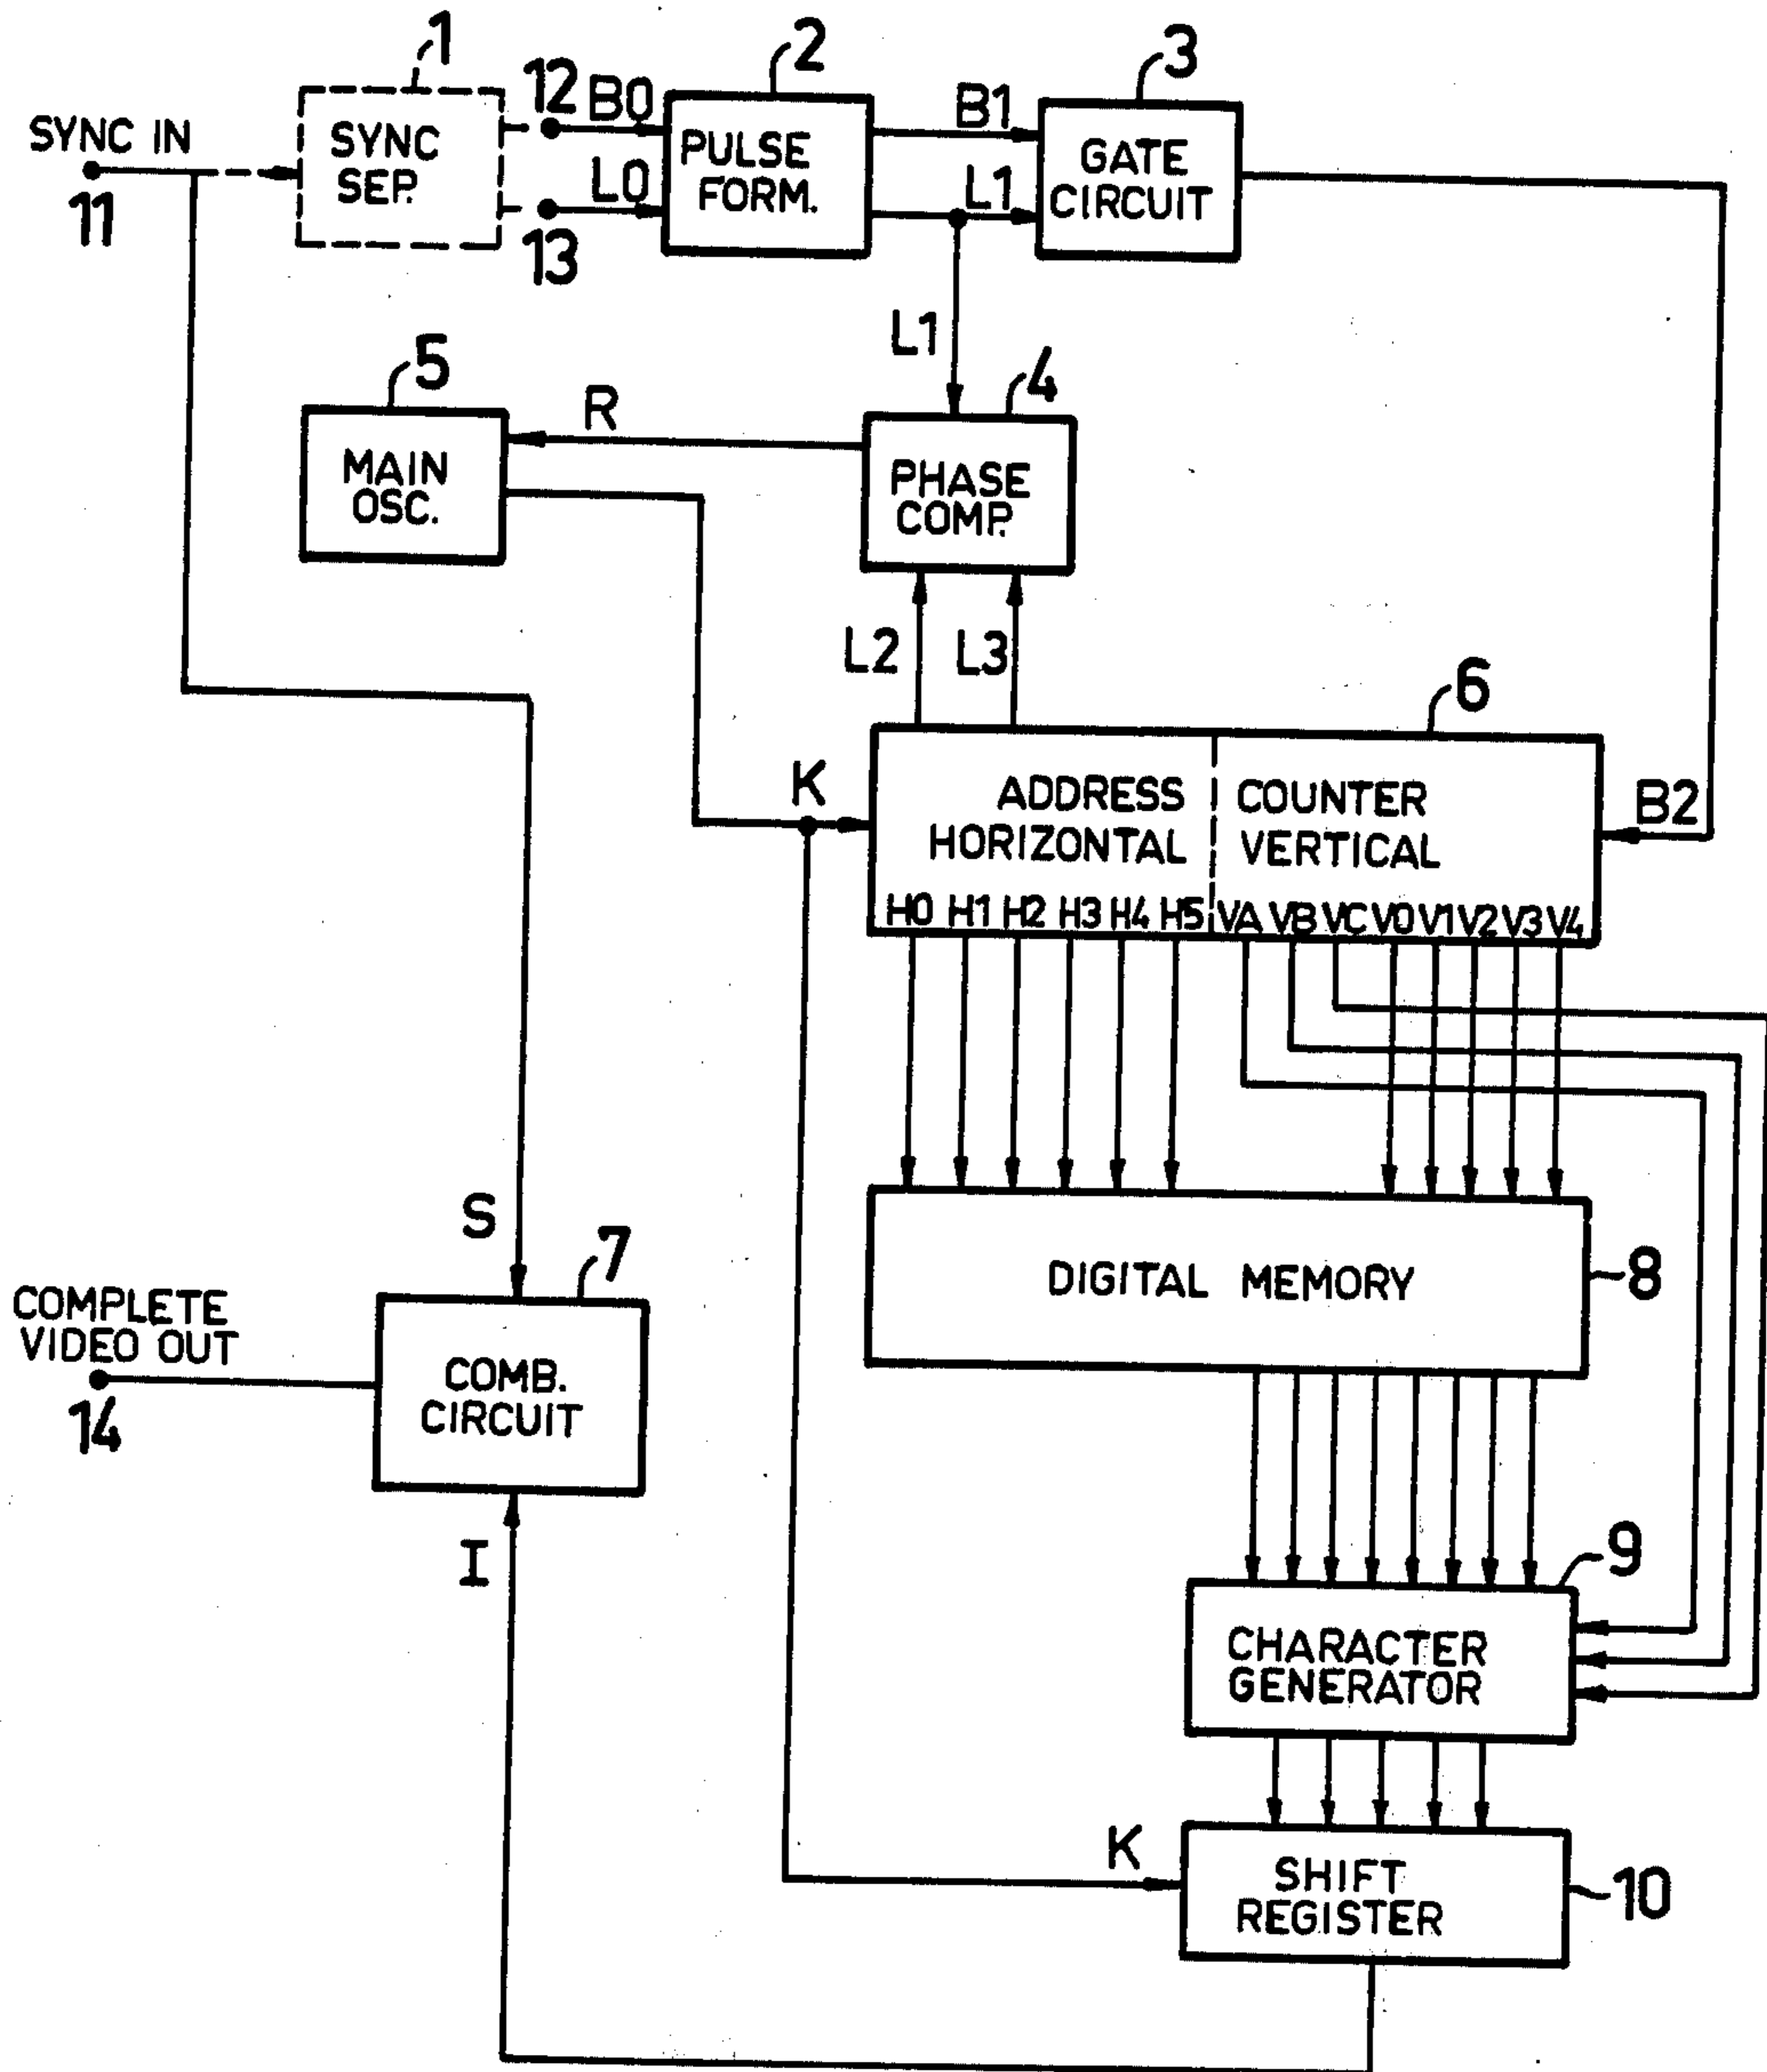 1
2
3
SYNC IN
11
SYNC
SEP.
12
B0
L0
13
PULSE
FORM.
B1
L1
GATE
CIRCUIT
L1
5
R
4
MAIN
OSC.
PHASE
COMP.
L2
L3
6
K
ADDRESS COUNTER
HORIZONTAL VERTICAL
B2
H0 H1 H2 H3 H4 H5 VA VB VC V0 V1 V2 V3 V4
S
7
DIGITAL MEMORY
8
COMPLETE
VIDEO OUT
14
COMB.
CIRCUIT
I
9
CHARACTER
GENERATOR
K
SHIFT
REGISTER
10